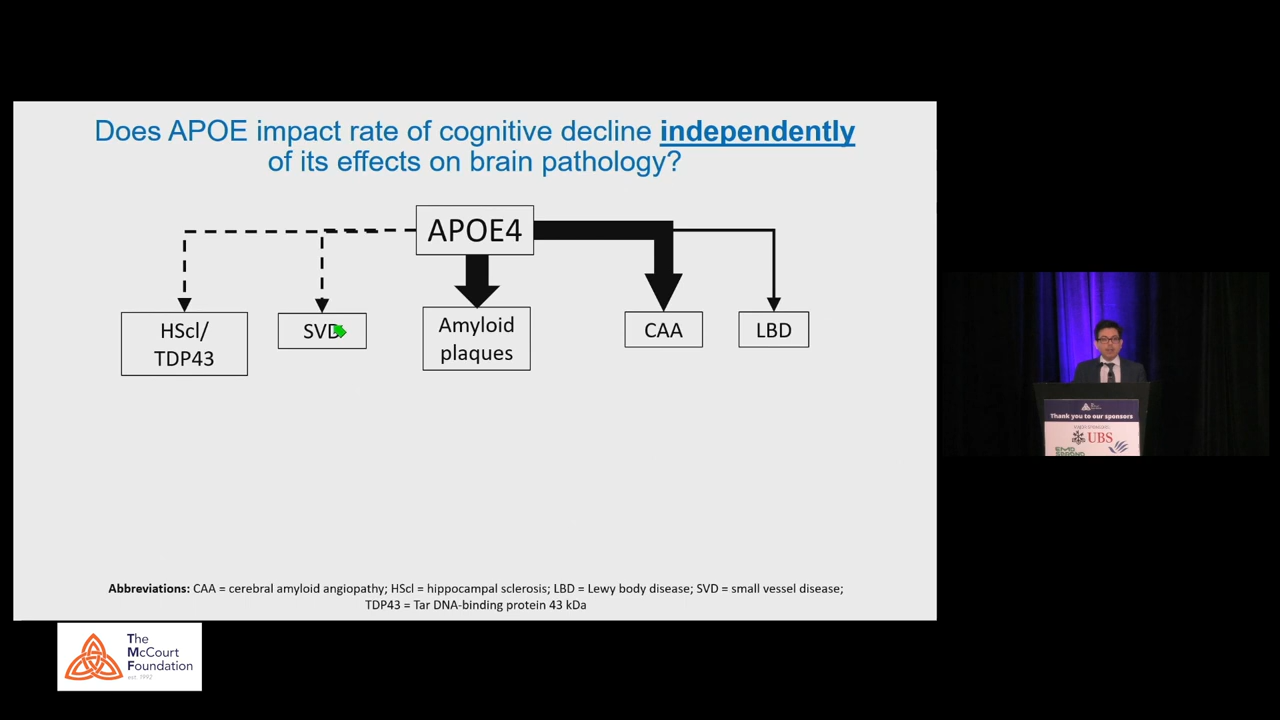 Does APOE impact rate of cognitive decline independently
of its effects on brain pathology?
APOE4
HScl/
TDP43
SVD
Amyloid
plaques
CAA
LBD
Abbreviations: CAA = cerebral amyloid angiopathy; HScl = hippocampal sclerosis; LBD = Lewy body disease; SVD = small vessel disease;
TDP43 = Tar DNA-binding protein 43 kDa
Thank you to our sponsors
UBS
The
McCourt
Foundation
est. 1992